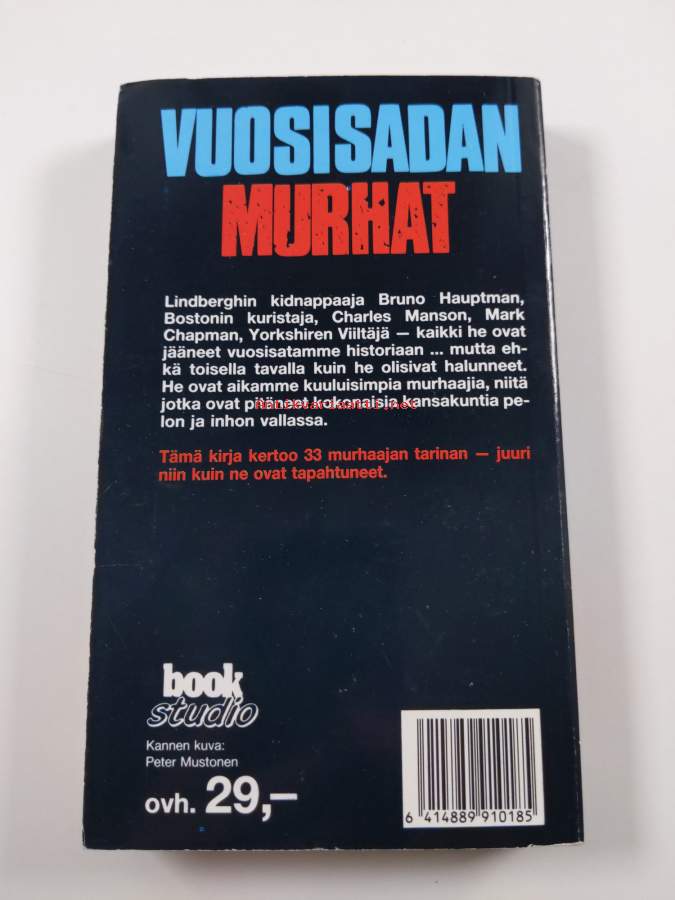 VUOSISADAN
MURHAT
Lindberghin kidnappaaja Bruno Hauptman,
Bostonin kuristaja, Charles Manson, Mark
Chapman, Yorkshiren Viiltäjä — kaikki he ovat
jääneet vuosisatamme historiaan ... mutta eh-
kä toisella tavalla kuin he olisivat halunneet.
He ovat aikamme kuuluisimpia murhaajia, niitä
jotka ovat pitäneet kokonaisia kansakuntia pe-
lon ja inhon vallassa.
Tämä kirja kertoo 33 murhaajan tarinan — juuri
niin kuin ne ovat tapahtuneet.
book
studio
Kannen kuva:
Peter Mustonen
ovh. 29,—
6 414889 910185